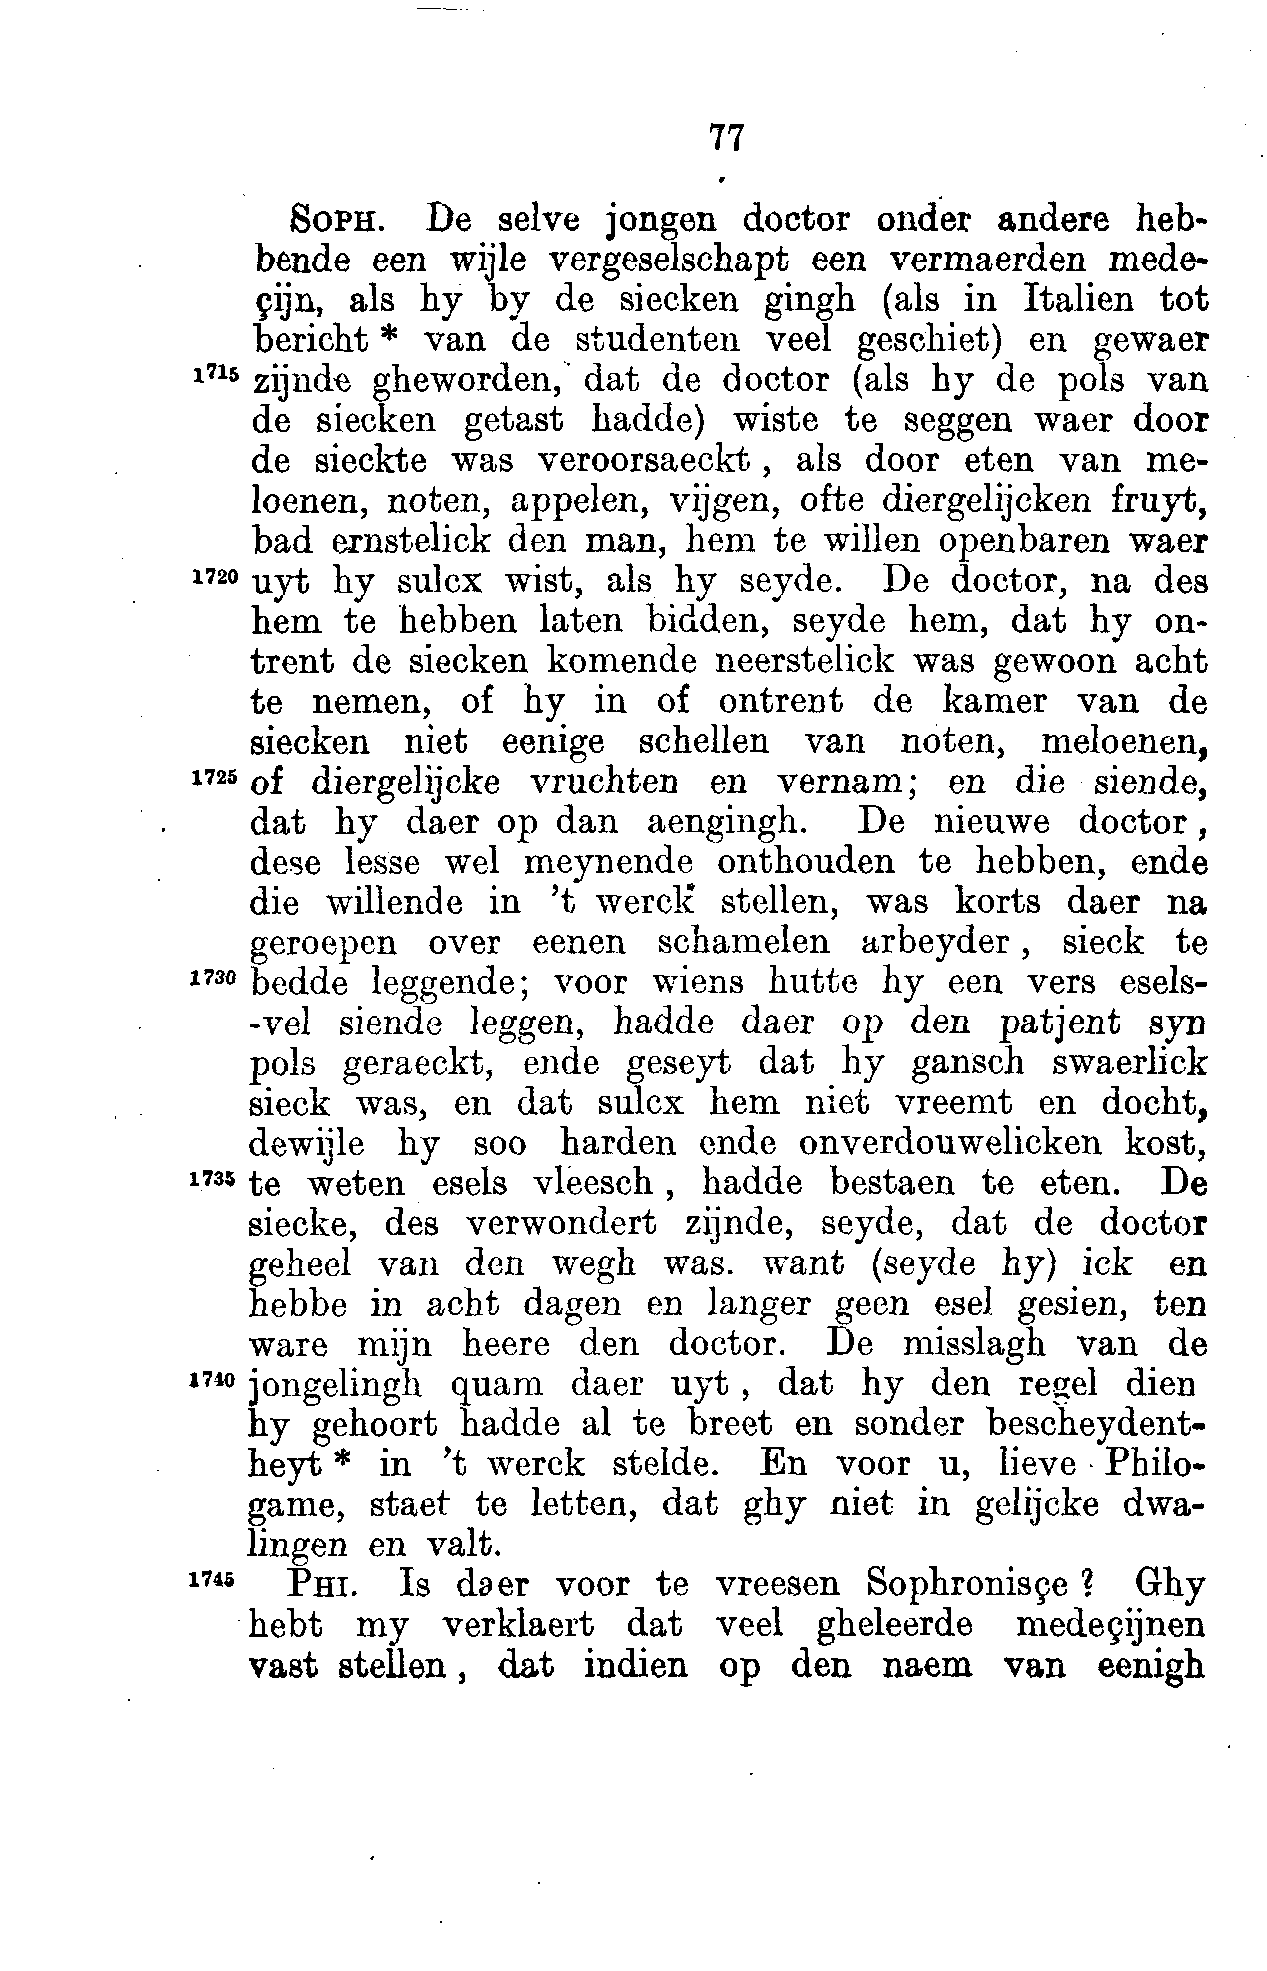 77
SOPH. De selve jongen doctor onder andere heb-
bende een wijle vergeselschapt een vermaerden mede-
çijn, als hy by de siecken gingh (als in Italien tot
bericht * van de studenten veel geschiet) en gewaer
1715 zijnde gheworden, dat de doctor (als hy de pols van
de siecken getast hadde) wiste te seggen waer door
de sieckte was veroorsaeckt, als door eten van me-
loenen, noten, appelen, vijgen, ofte diergelijcken fruyt,
bad ernstelick den man, hem te willen openbaren waer
1720 uyt hy sulcx wist, als hy seyde. De doctor, na des
hem te hebben laten bidden, seyde hem, dat hy on-
trent de siecken komende neerstelick was gewoon acht
te nemen, of hy in of ontrent de kamer van de
siecken niet eenige schellen van noten, meloenen,
1725 of diergelijcke vruchten en vernam; en die siende,
dat hy daer op dan aengingh. De nieuwe doctor,
dese lesse wel meynende onthouden te hebben, ende
die willende in 't werck stellen, was korts daer na
geroepen over eenen schamelen arbeyder, sieck te
1730 bedde leggende; voor wiens hutte hy een vers esels-
-vel siende leggen, hadde daer op den patjent syn
pols geraeckt, ende geseyt dat hy gansch swaerlick
sieck was, en dat sulcx hem niet vreemt en docht,
dewijle hy soo harden ende onverdouwelicken kost,
1735 te weten esels vleesch, hadde bestaen te eten. De
siecke, des verwondert zijnde, seyde, dat de doctor
geheel van den wegh was. want (seyde hy) ick en
hebbe in acht dagen en langer geen esel gesien, ten
ware mijn heere den doctor. De misslagh van de
1740 jongelingh quam daer uyt, dat hy den regel dien
hy gehoort hadde al te breet en sonder bescheydent-
heyt * in 't werck stelde. En voor u, lieve Philo-
game, staet te letten, dat ghy niet in gelijcke dwa-
lingen en valt.
1745 PHI. Is daer voor te vreesen Sophronisçe? Ghy
hebt my verklaert dat veel gheleerde medeçijnen
vast stellen, dat indien op den naem van eenigh